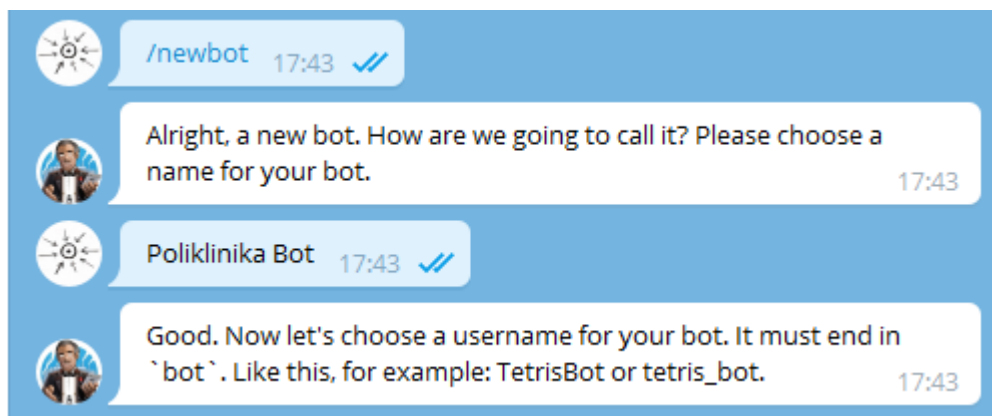 /newbot 17:43
Alright, a new bot. How are we going to call it? Please choose a
name for your bot.
17:43
Poliklinika Bot 17:43
Good. Now let's choose a username for your bot. It must end in
`bot`. Like this, for example: TetrisBot or tetris_bot.
17:43